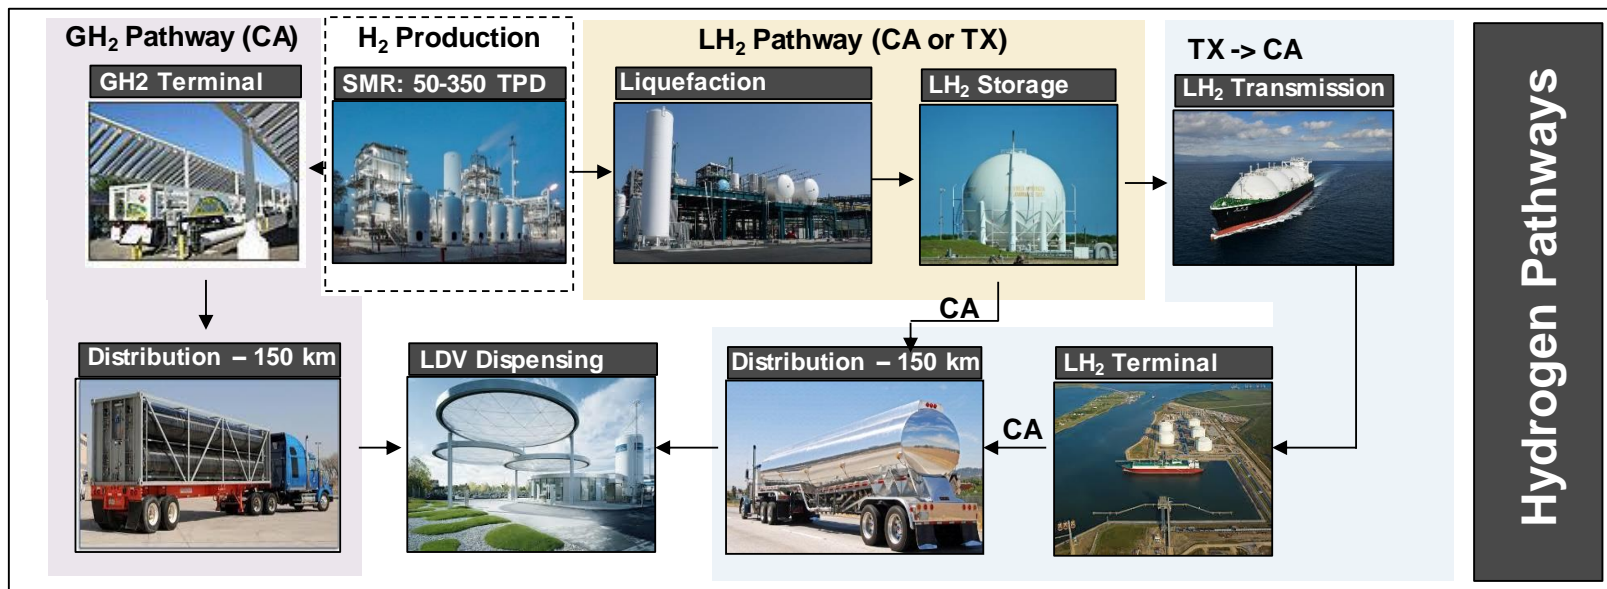 GH₂ Pathway (CA)
H₂ Production
LH₂ Pathway (CA or TX)
TX -> CA
GH2 Terminal
SMR: 50-350 TPD
Liquefaction
LH₂ Storage
LH₂ Transmission
CA
Distribution – 150 km
LDV Dispensing
Distribution – 150 km
LH₂ Terminal
CA
Hydrogen Pathways